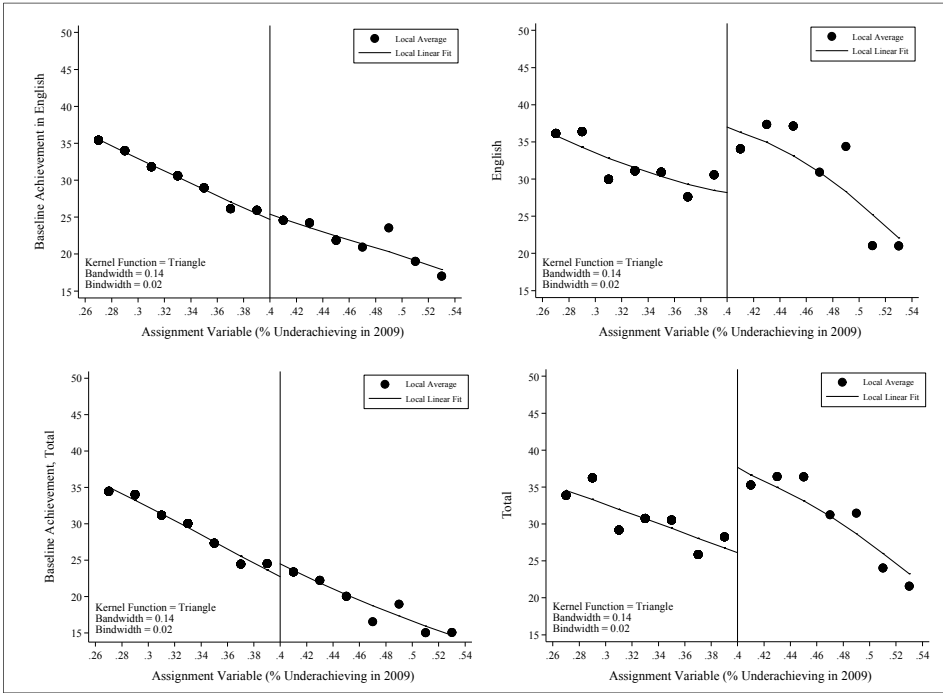 50
45
40
35
30
25
20
15
Baseline Achievement in English
Local Average
Local Linear Fit
Kernel Function = Triangle
Bandwidth = 0.14
Bindwidth = 0.02
.26 .28 .3 .32 .34 .36 .38 .4 .42 .44 .46 .48 .5 .52 .54
Assignment Variable (% Underachieving in 2009)
50
45
40
35
30
25
20
15
English
Local Average
Local Linear Fit
Kernel Function = Triangle
Bandwidth = 0.14
Bindwidth = 0.02
.26 .28 .3 .32 .34 .36 .38 .4 .42 .44 .46 .48 .5 .52 .54
Assignment Variable (% Underachieving in 2009)
50
45
40
35
30
25
20
15
Baseline Achievement, Total
Local Average
Local Linear Fit
Kernel Function = Triangle
Bandwidth = 0.14
Bindwidth = 0.02
.26 .28 .3 .32 .34 .36 .38 .4 .42 .44 .46 .48 .5 .52 .54
Assignment Variable (% Underachieving in 2009)
50
45
40
35
30
25
20
15
Total
Local Average
Local Linear Fit
Kernel Function = Triangle
Bandwidth = 0.14
Bindwidth = 0.02
.26 .28 .3 .32 .34 .36 .38 .4 .42 .44 .46 .48 .5 .52 .54
Assignment Variable (% Underachieving in 2009)